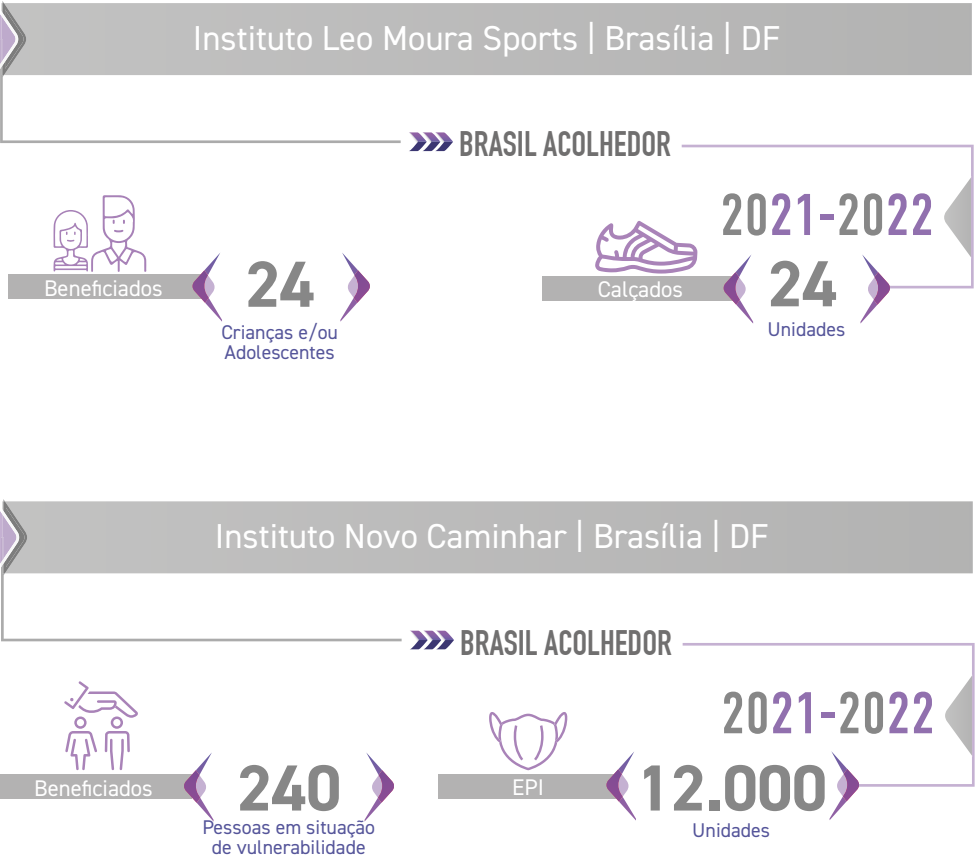 Instituto Leo Moura Sports | Brasília | DF
BRASIL ACOLHEDOR
2021-2022
Beneficiados
24
Crianças e/ou
Adolescentes
Calçados
24
Unidades
Instituto Novo Caminhar | Brasília | DF
BRASIL ACOLHEDOR
2021-2022
Beneficiados
240
Pessoas em situação
de vulnerabilidade
EPI
12.000
Unidades